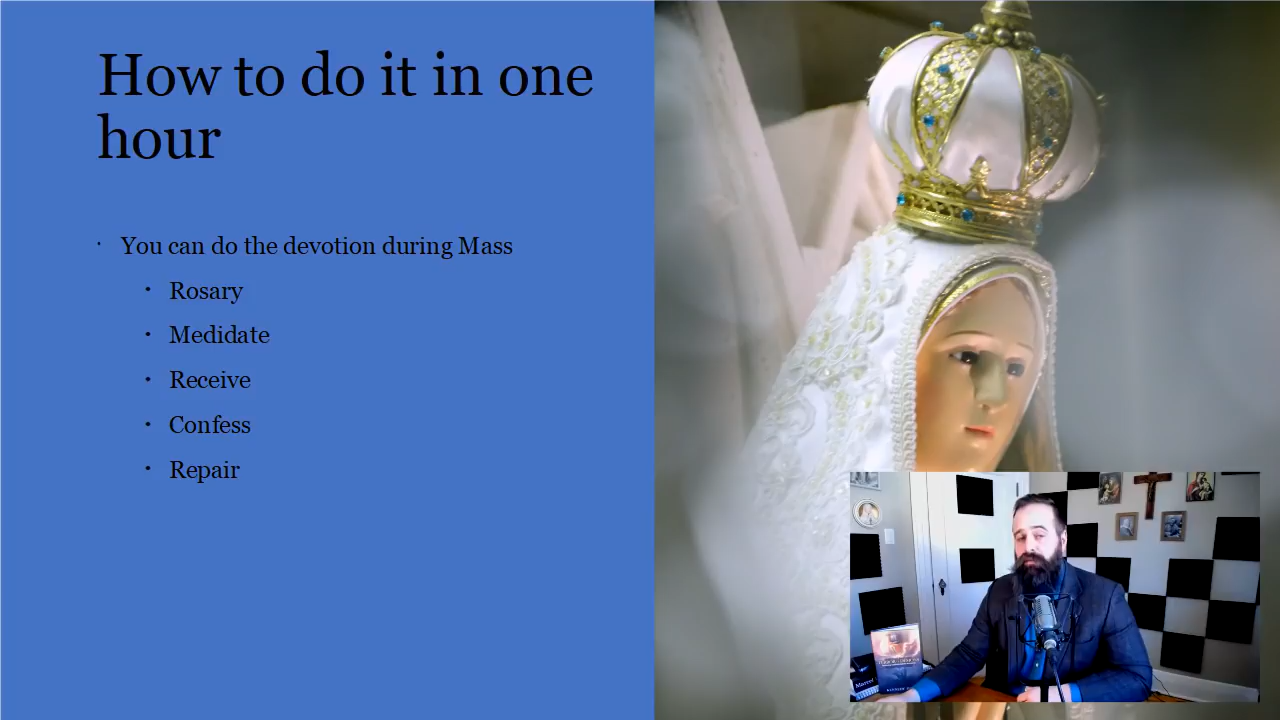 How to do it in one
hour
· You can do the devotion during Mass
· Rosary
· Medidate
· Receive
· Confess
· Repair